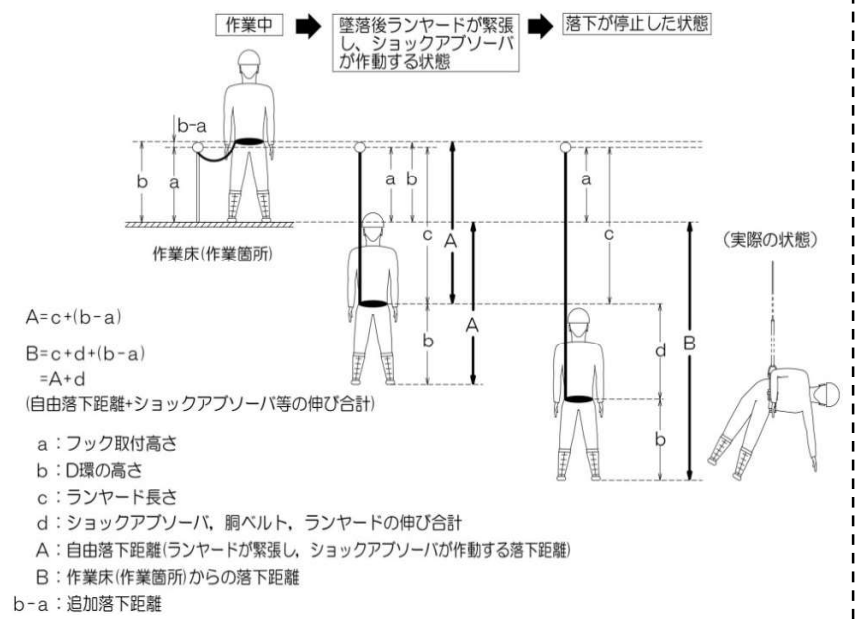 作業中
墜落後ランヤードが緊張
し、ショックアブソーバ
が作動する状態
落下が停止した状態
b-a
b
a
a
b
c
A
A
b
a
c
d
b
B
作業床(作業箇所)
(実際の状態)
A=c+(b-a)
B=c+d+(b-a)
=A+d
(自由落下距離+ショックアブソーバ等の伸び合計)
a：フック取付高さ
b：D環の高さ
c：ランヤード長さ
d：ショックアブソーバ，胴ベルト，ランヤードの伸び合計
A：自由落下距離(ランヤードが緊張し，ショックアブソーバが作動する落下距離)
B：作業床(作業箇所)からの落下距離
b-a：追加落下距離